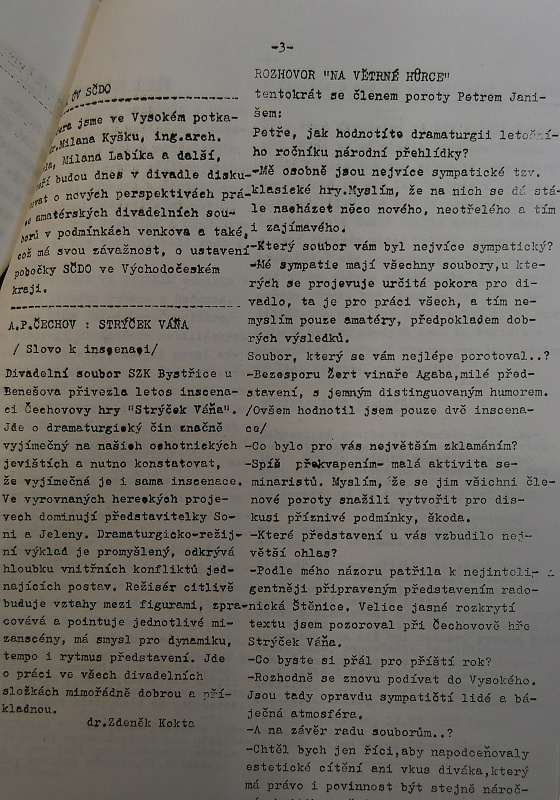 -3-
ÚV SČDO
jsme ve Vysokém potka-
dr.Milana Kyšku, ing.arch.
Milana Labíka a další,
budou dnes v divadle disku-
o nových perspektivách prá-
amatérských divadelních sou-
borů v podmínkách venkova a také,
což má svou závažnost, o ustavení
pobočky SČDO ve Východočeském
kraji.
A.P.ČECHOV : STRÝČEK VÁŇA
/ Slovo k inscenaci/
Divadelní soubor SZK Bystřice u
Benešova přivezla letos inscena-
ci Čechovovy hry "Strýček Váňa".
Jde o dramaturgický čin značně
vyjímečný na našich ochotnických
jevištích a nutno konstatovat,
že vyjímečná je i sama inscenace.
Ve vyrovnaných hereckých proje-
vech dominují představitelky So-
ni a Jeleny. Dramaturgicko-režij-
ní výklad je promyšlený, odkrývá
hloubku vnitřních konfliktů jed-
najících postav. Režisér citlivě
buduje vztahy mezi figurami, zpra-
covává a pointuje jednotlivé mi-
zanscény, má smysl pro dynamiku,
tempo i rytmus představení. Jde
o práci ve všech divadelních
složkách mimořádně dobrou a pří-
kladnou.
dr.Zdeněk Kokta
ROZHOVOR "NA VĚTRNÉ HŮRCE"
tentokrát se členem poroty Petrem Jani-
šem:
Petře, jak hodnotíte dramaturgii letošní-
ho ročníku národní přehlídky?
-Mě osobně jsou nejvíce sympatické tzv.
klasické hry.Myslím, že na nich se dá stá-
le nacházet něco nového, neotřelého a tím
i zajímavého.
-Který soubor vám byl nejvíce sympatický?
-Mé sympatie mají všechny soubory,u kte-
rých se projevuje určitá pokora pro di-
vadlo, ta je pro práci všech, a tím ne-
myslím pouze amatéry, předpokladem dob-
rých výsledků.
Soubor, který se vám nejlépe porotoval..?
-Bezesporu Žert vinaře Agaba,milé před-
stavení, s jemným distinguovaným humorem.
/Ovšem hodnotil jsem pouze dvě inscena-
ce/
-Co bylo pro vás největším zklamáním?
-Spíš překvapením- malá aktivita se-
minaristů. Myslím, že se jim všichni čle-
nové poroty snažili vytvořit pro dis-
kusi příznivé podmínky, škoda.
-Které představení u vás vzbudilo nej-
větší ohlas?
-Podle mého názoru patřila k nejinteli-
gentněji připraveným představením rado-
nická Štěnice. Velice jasné rozkrytí
textu jsem pozoroval při Čechovově hře
Strýček Váňa.
-Co byste si přál pro příští rok?
-Rozhodně se znovu podívat do Vysokého.
Jsou tady opravdu sympatičtí lidé a bá-
ječná atmosféra.
-A na závěr radu souborům..?
-Chtěl bych jen říci,aby napodceňovaly
estetické cítění ani vkus diváka,který
má právo i povinnost být stejně nároč-